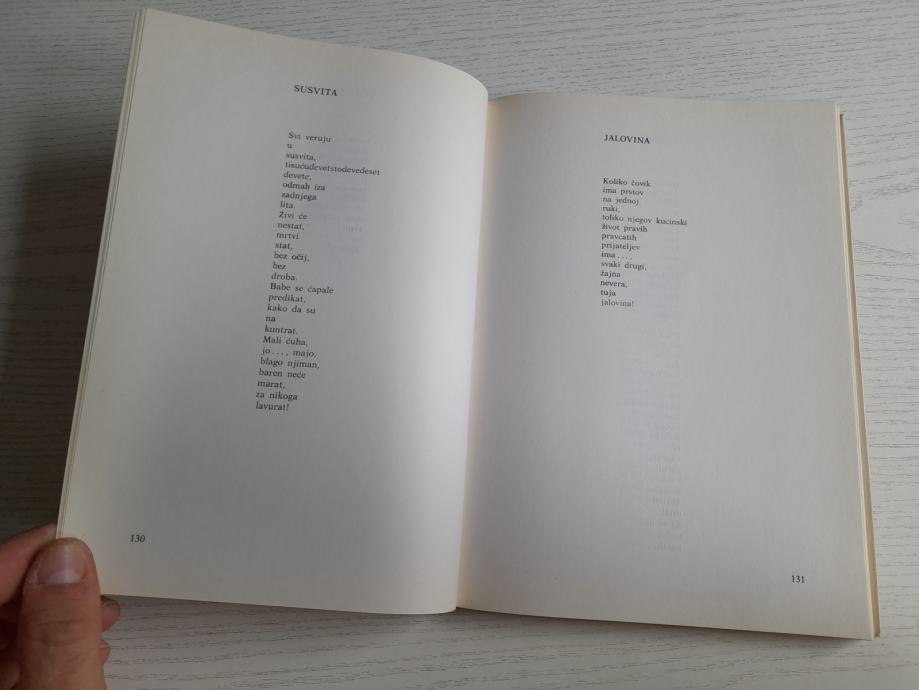 SUSVITA
Svi veruju
u
susvita,
tisućudevetstodevedeset
devete,
odmah iza
zadnjega
lita.
Živi će
nestat,
mrtvi
stat,
bez očij,
bez
droba.
Babe se ćapale
predikat,
kako da su
na
kuntrat.
Mali ćuha,
jo..., majo,
blago njiman,
baren neće
marat,
za nikoga
lavurat!
130
JALOVINA
Koliko čovik
ima prstov
na jednoj
ruki,
toliko njegov kucinski
život pravih
pravcatih
prijateljev
ima...,
svaki drugi,
žajna
nevera,
tuja
jalovina!
131